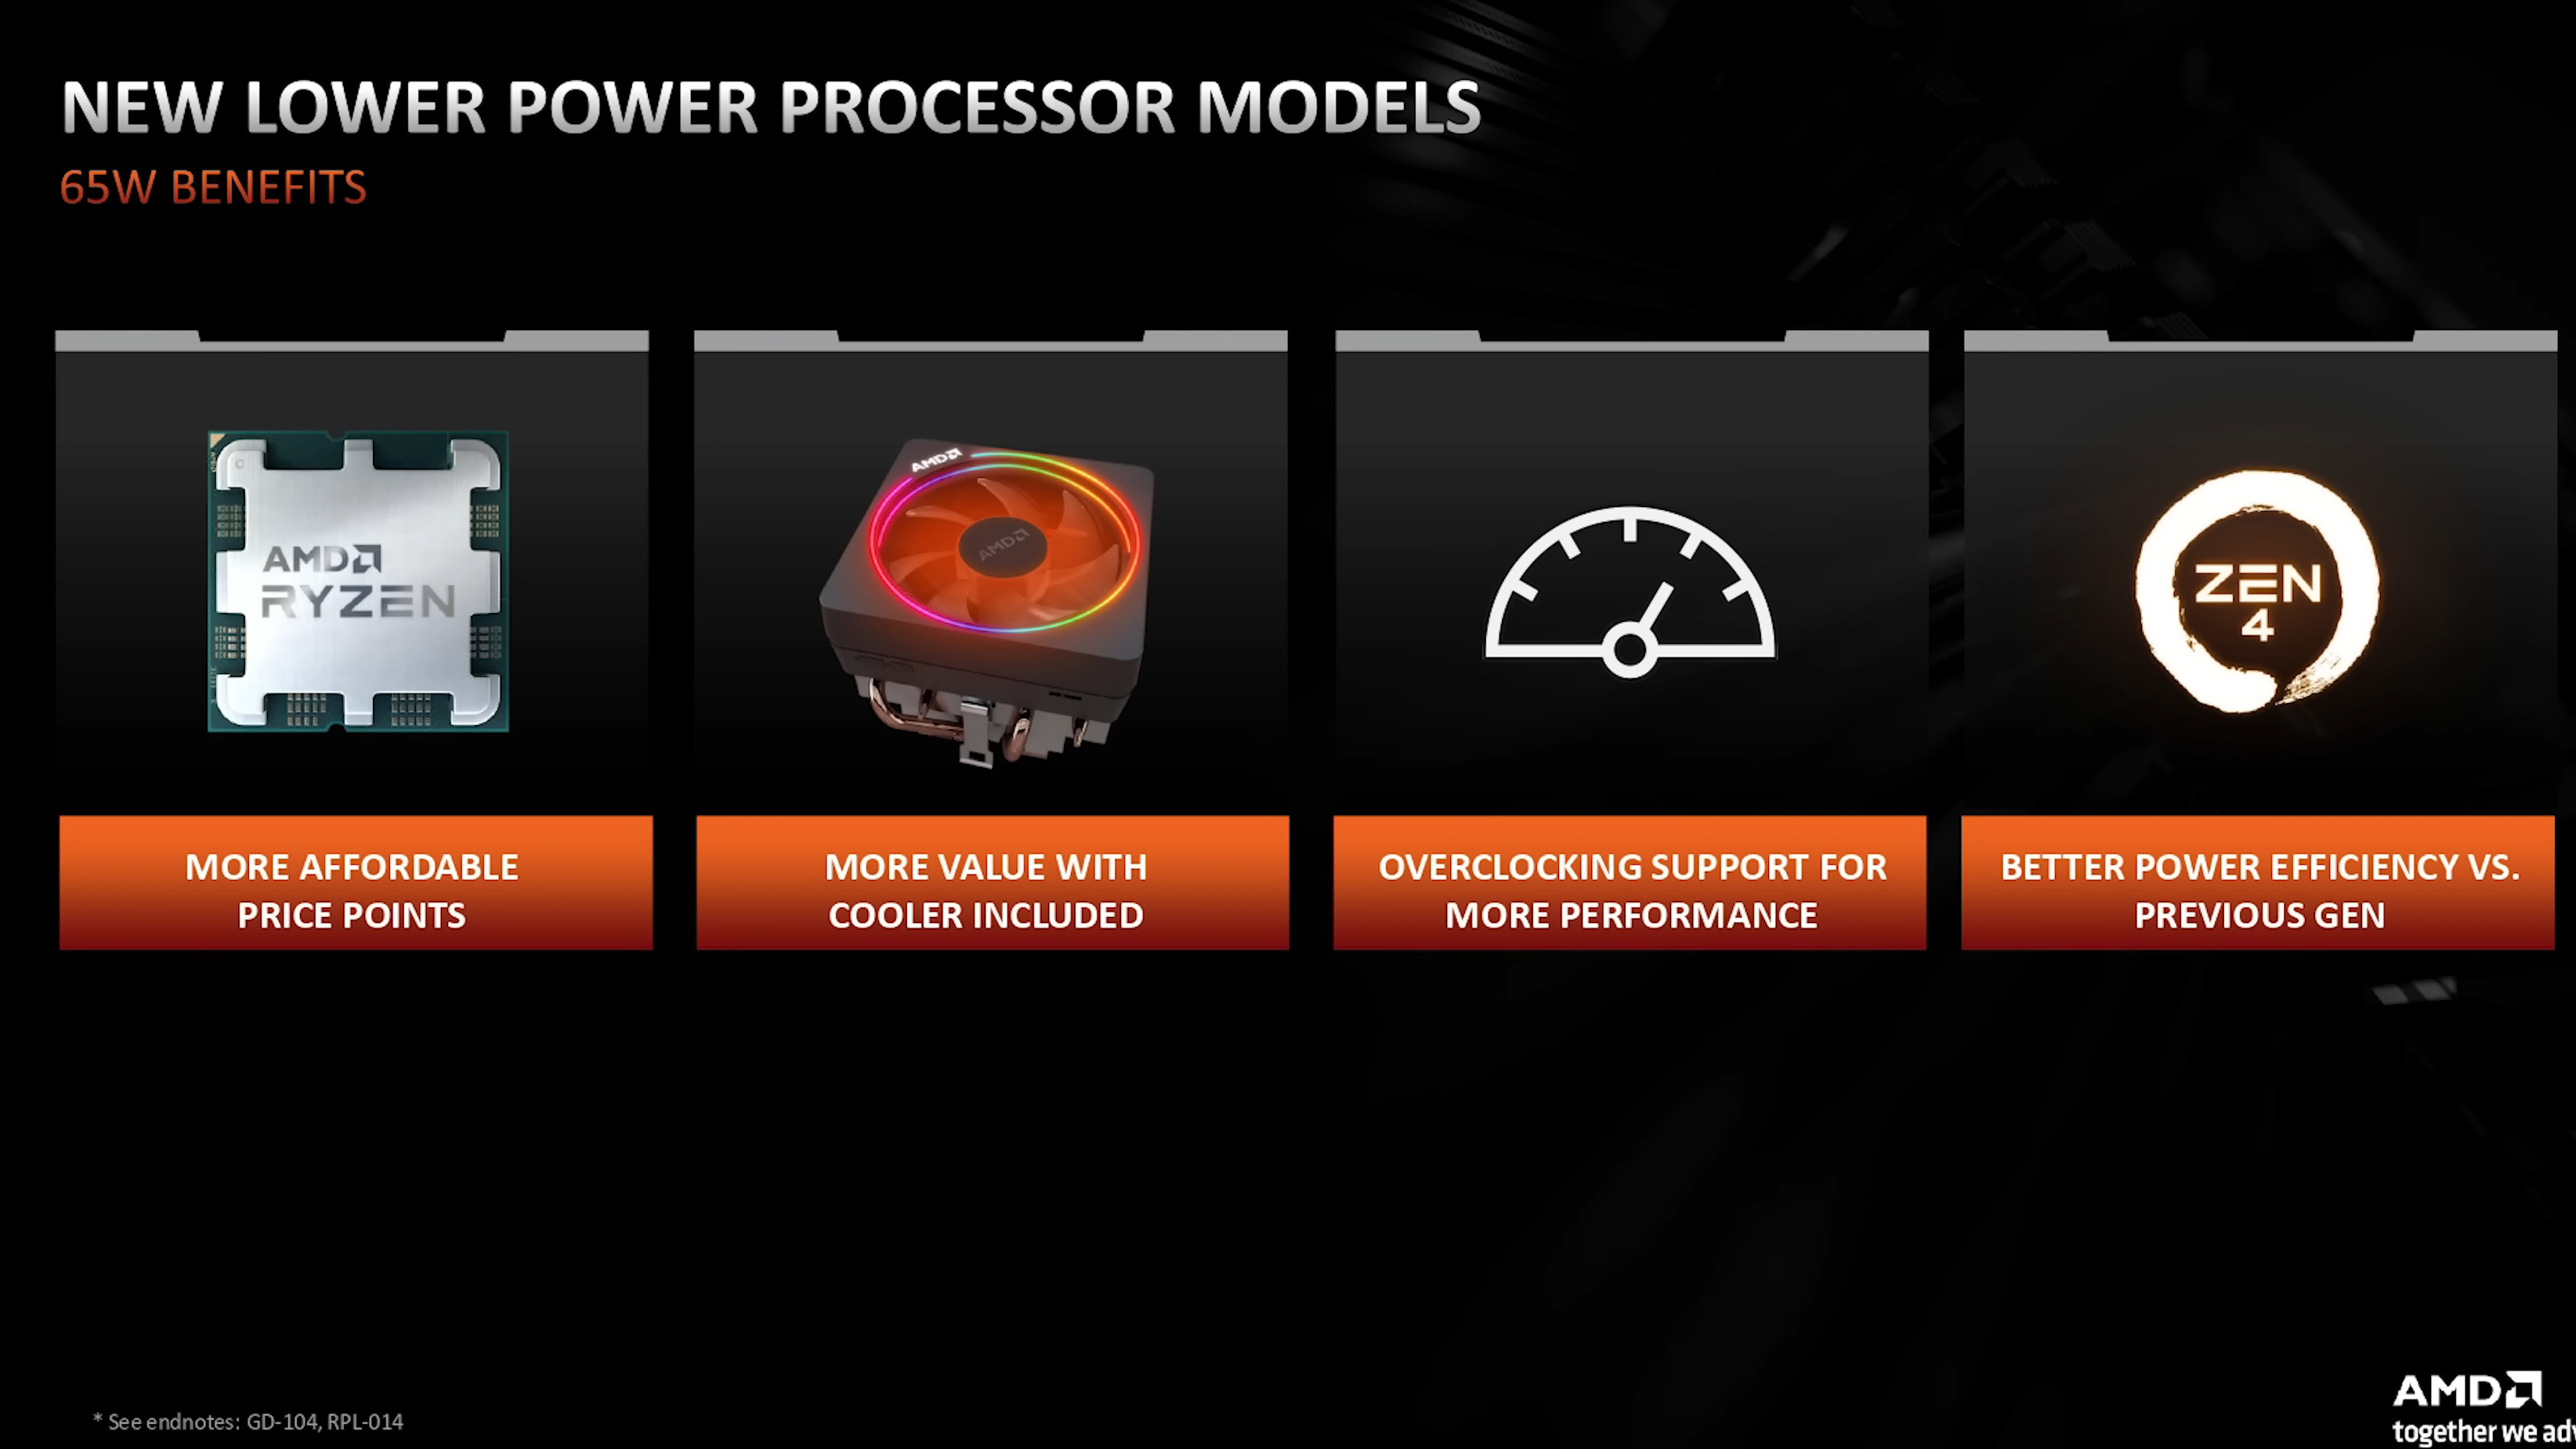 NEW LOWER POWER PROCESSOR MODELS
65W BENEFITS
AMD
RYZEN
AMD
AMD
ZEN
4
MORE AFFORDABLE
PRICE POINTS
MORE VALUE WITH
COOLER INCLUDED
OVERCLOCKING SUPPORT FOR
MORE PERFORMANCE
BETTER POWER EFFICIENCY VS.
PREVIOUS GEN
* See endnotes: GD-104, RPL-014
AMD
together we